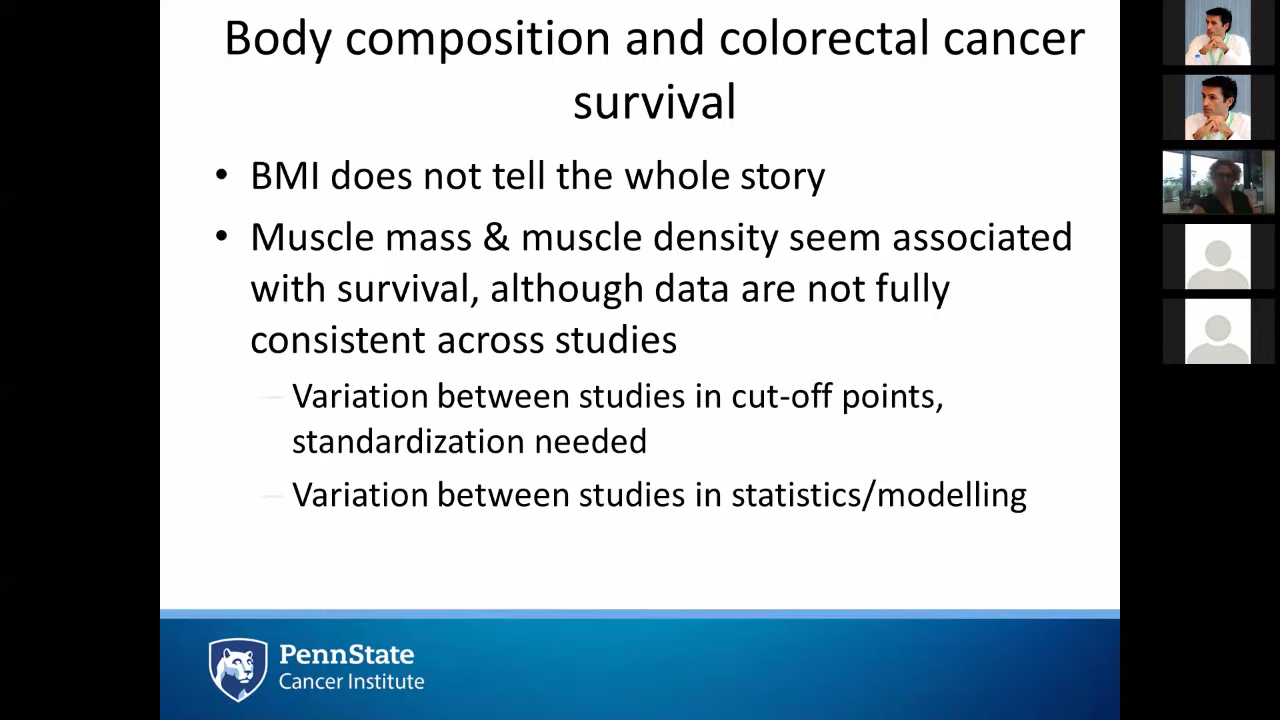 Body composition and colorectal cancer
survival
• BMI does not tell the whole story
• Muscle mass & muscle density seem associated
with survival, although data are not fully
consistent across studies
– Variation between studies in cut-off points,
standardization needed
– Variation between studies in statistics/modelling
PennState
Cancer Institute